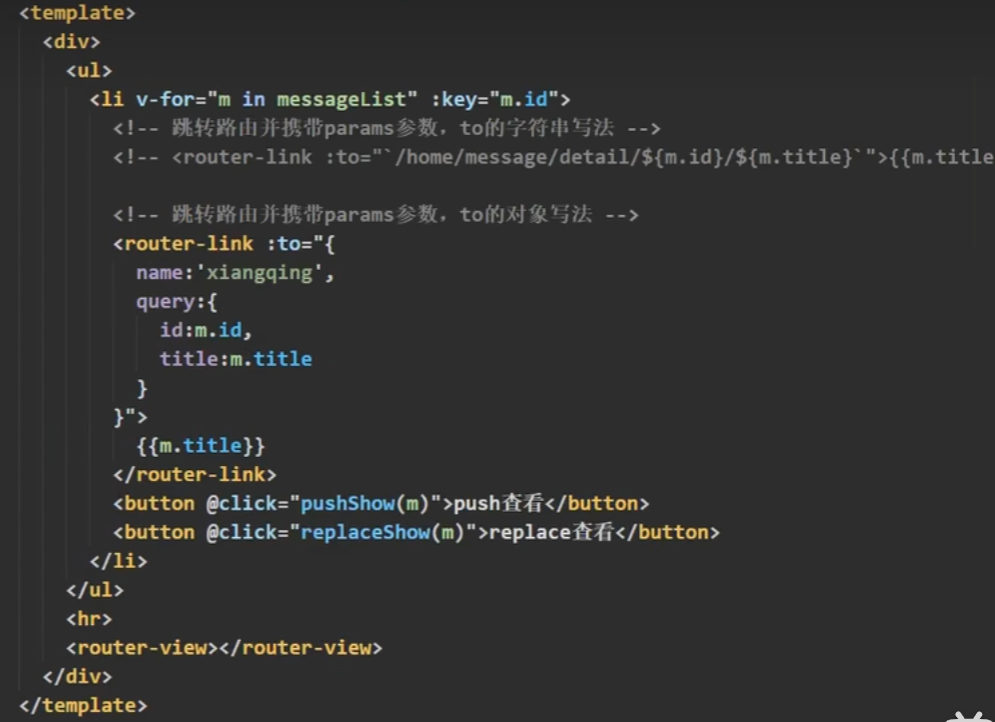 <template>
<div>
<ul>
<li v-for="m in messageList" :key="m.id">
<!-- 跳转路由并携带params参数，to的字符串写法 -->
<!-- <router-link :to="`/home/message/detail/${m.id}/${m.title}`">{{m.title
<!-- 跳转路由并携带params参数，to的对象写法 -->
<router-link :to="{
name:'xiangqing',
query:{
id:m.id,
title:m.title
}
}">
{{m.title}}
</router-link>
<button @click="pushShow(m)">push查看</button>
<button @click="replaceShow(m)">replace查看</button>
</li>
</ul>
<hr>
<router-view></router-view>
</div>
</template>